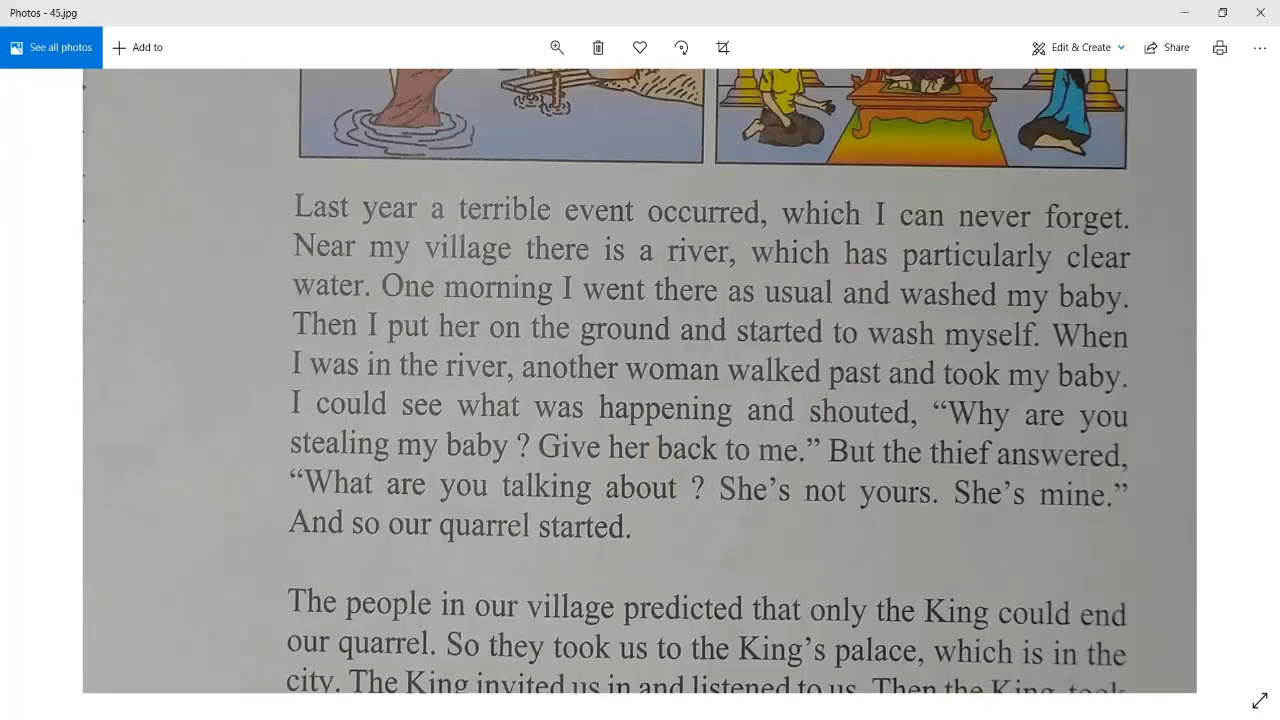 Photos - 45.jpg
See all photos
Add to
Edit & Create
Share
Last year a terrible event occurred, which I can never forget.
Near my village there is a river, which has particularly clear
water. One morning I went there as usual and washed my baby.
Then I put her on the ground and started to wash myself. When
I was in the river, another woman walked past and took my baby.
I could see what was happening and shouted, “Why are you
stealing my baby ? Give her back to me.” But the thief answered,
“What are you talking about ? She’s not yours. She’s mine.”
And so our quarrel started.
The people in our village predicted that only the King could end
our quarrel. So they took us to the King’s palace, which is in the
city. The King invited us in and listened to us. Then the King took